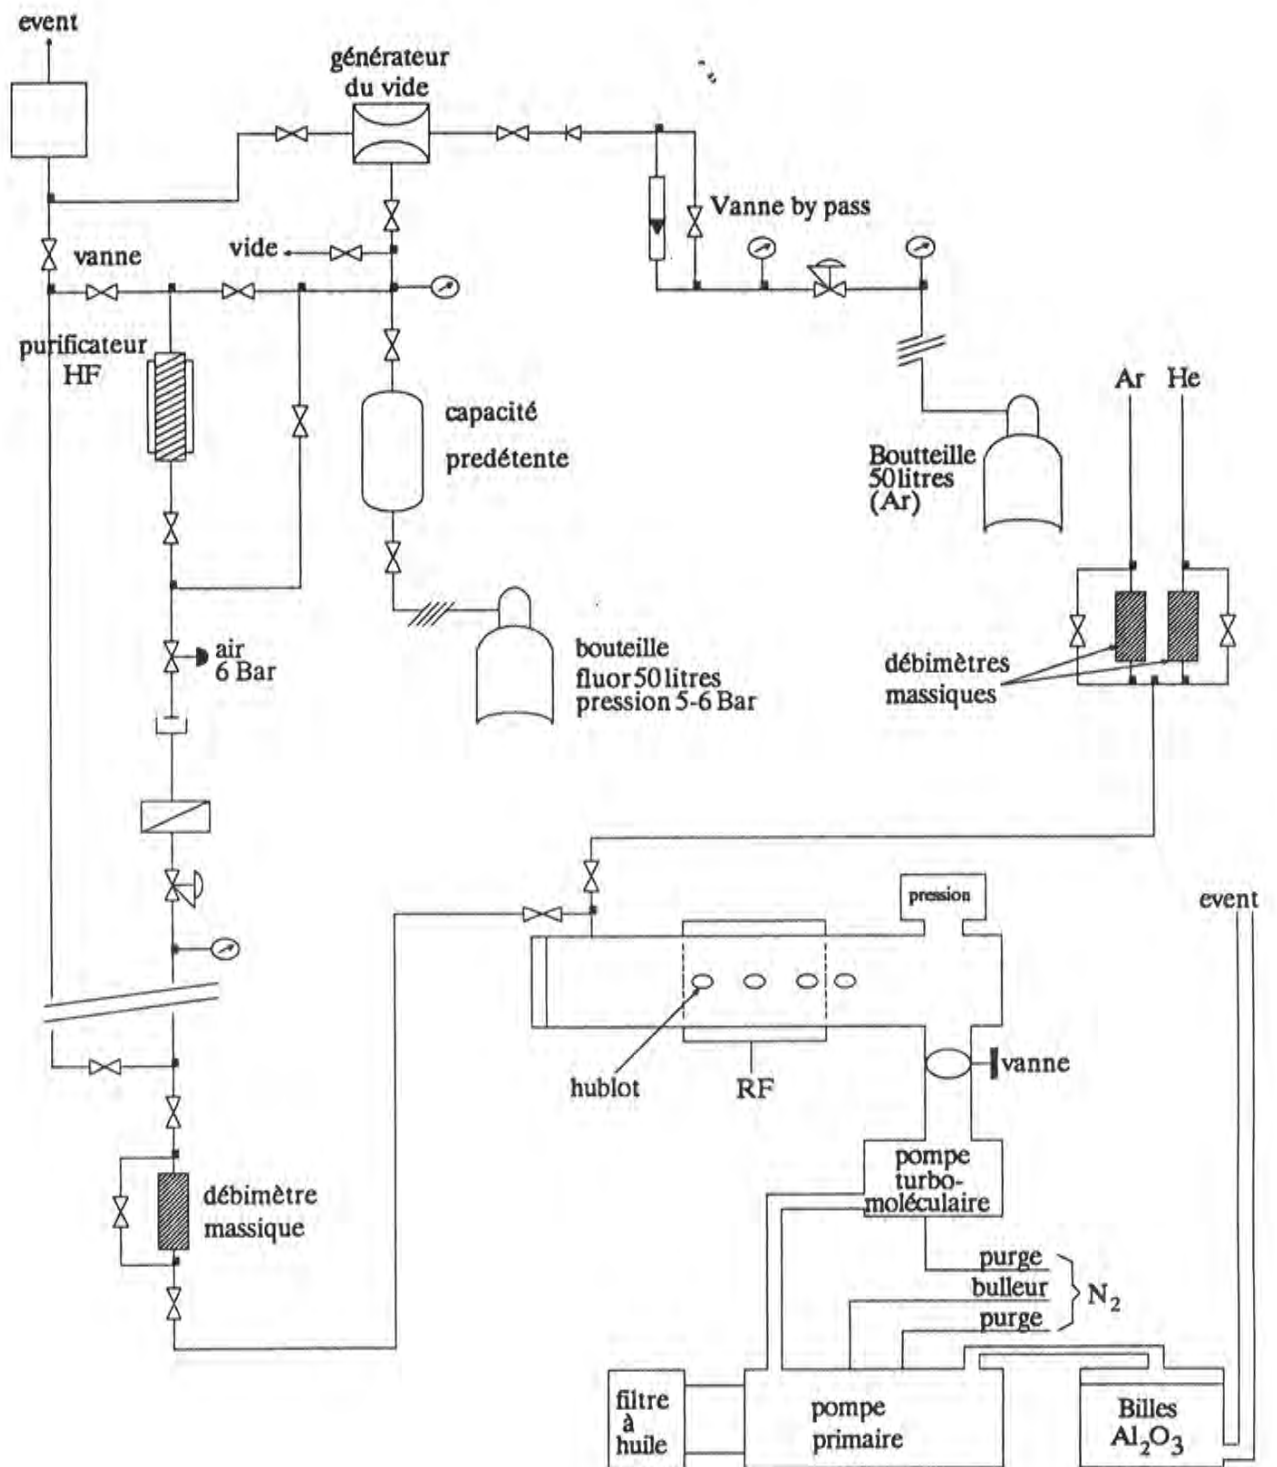 event
générateur
du vide
Vanne by pass
vanne
vide
purificateur
HF
capacité
predétente
Ar He
Boutteille
50litres
(Ar)
air
6 Bar
bouteille
fluor 50 litres
pression 5-6 Bar
débimètres
massiques
pression
event
hublot
RF
vanne
pompe
turbo-
moléculaire
débimètre
massique
purge
bulleur
purge
N₂
filtre
à
huile
pompe
primaire
Billes
Al₂O₃